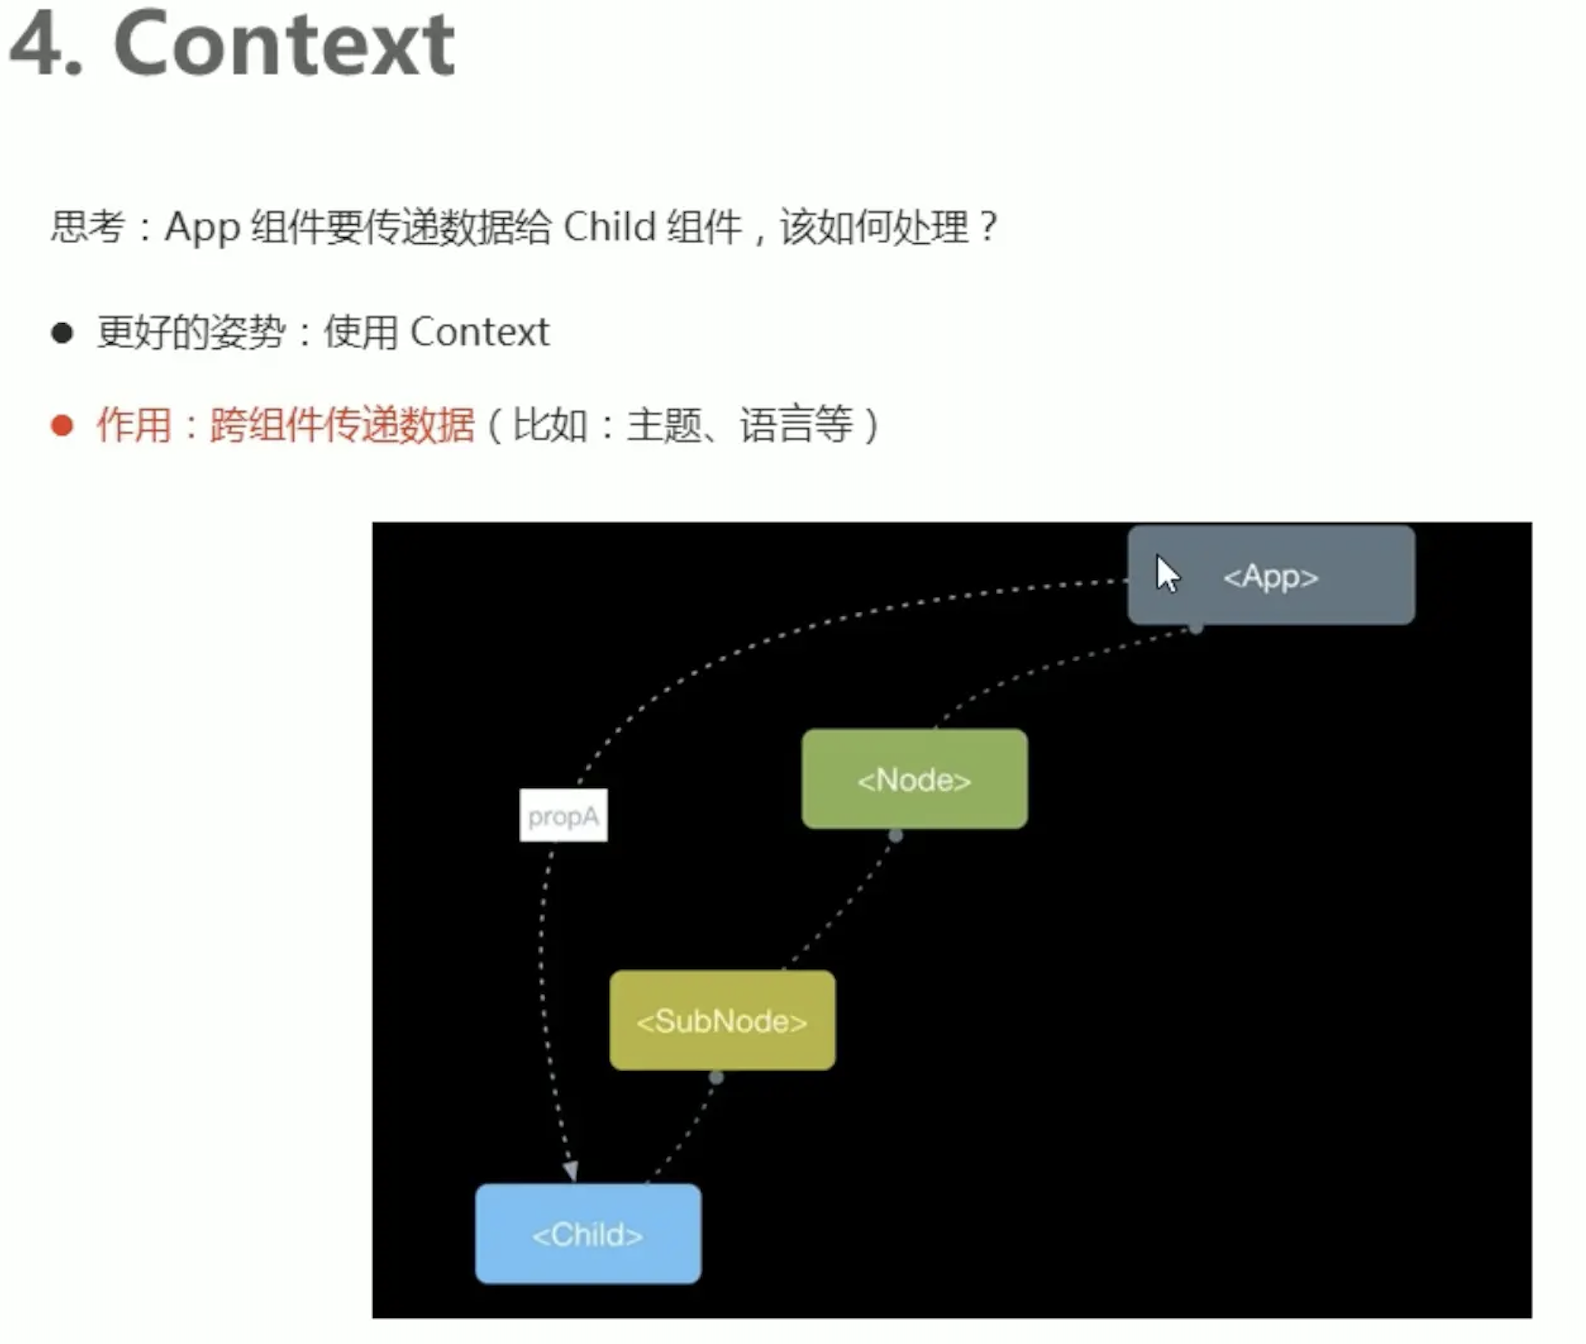 4. Context
思考：App 组件要传递数据给 Child 组件，该如何处理？
更好的姿势：使用 Context
作用：跨组件传递数据（比如：主题、语言等）
<App>
<Node>
propA
<SubNode>
<Child>